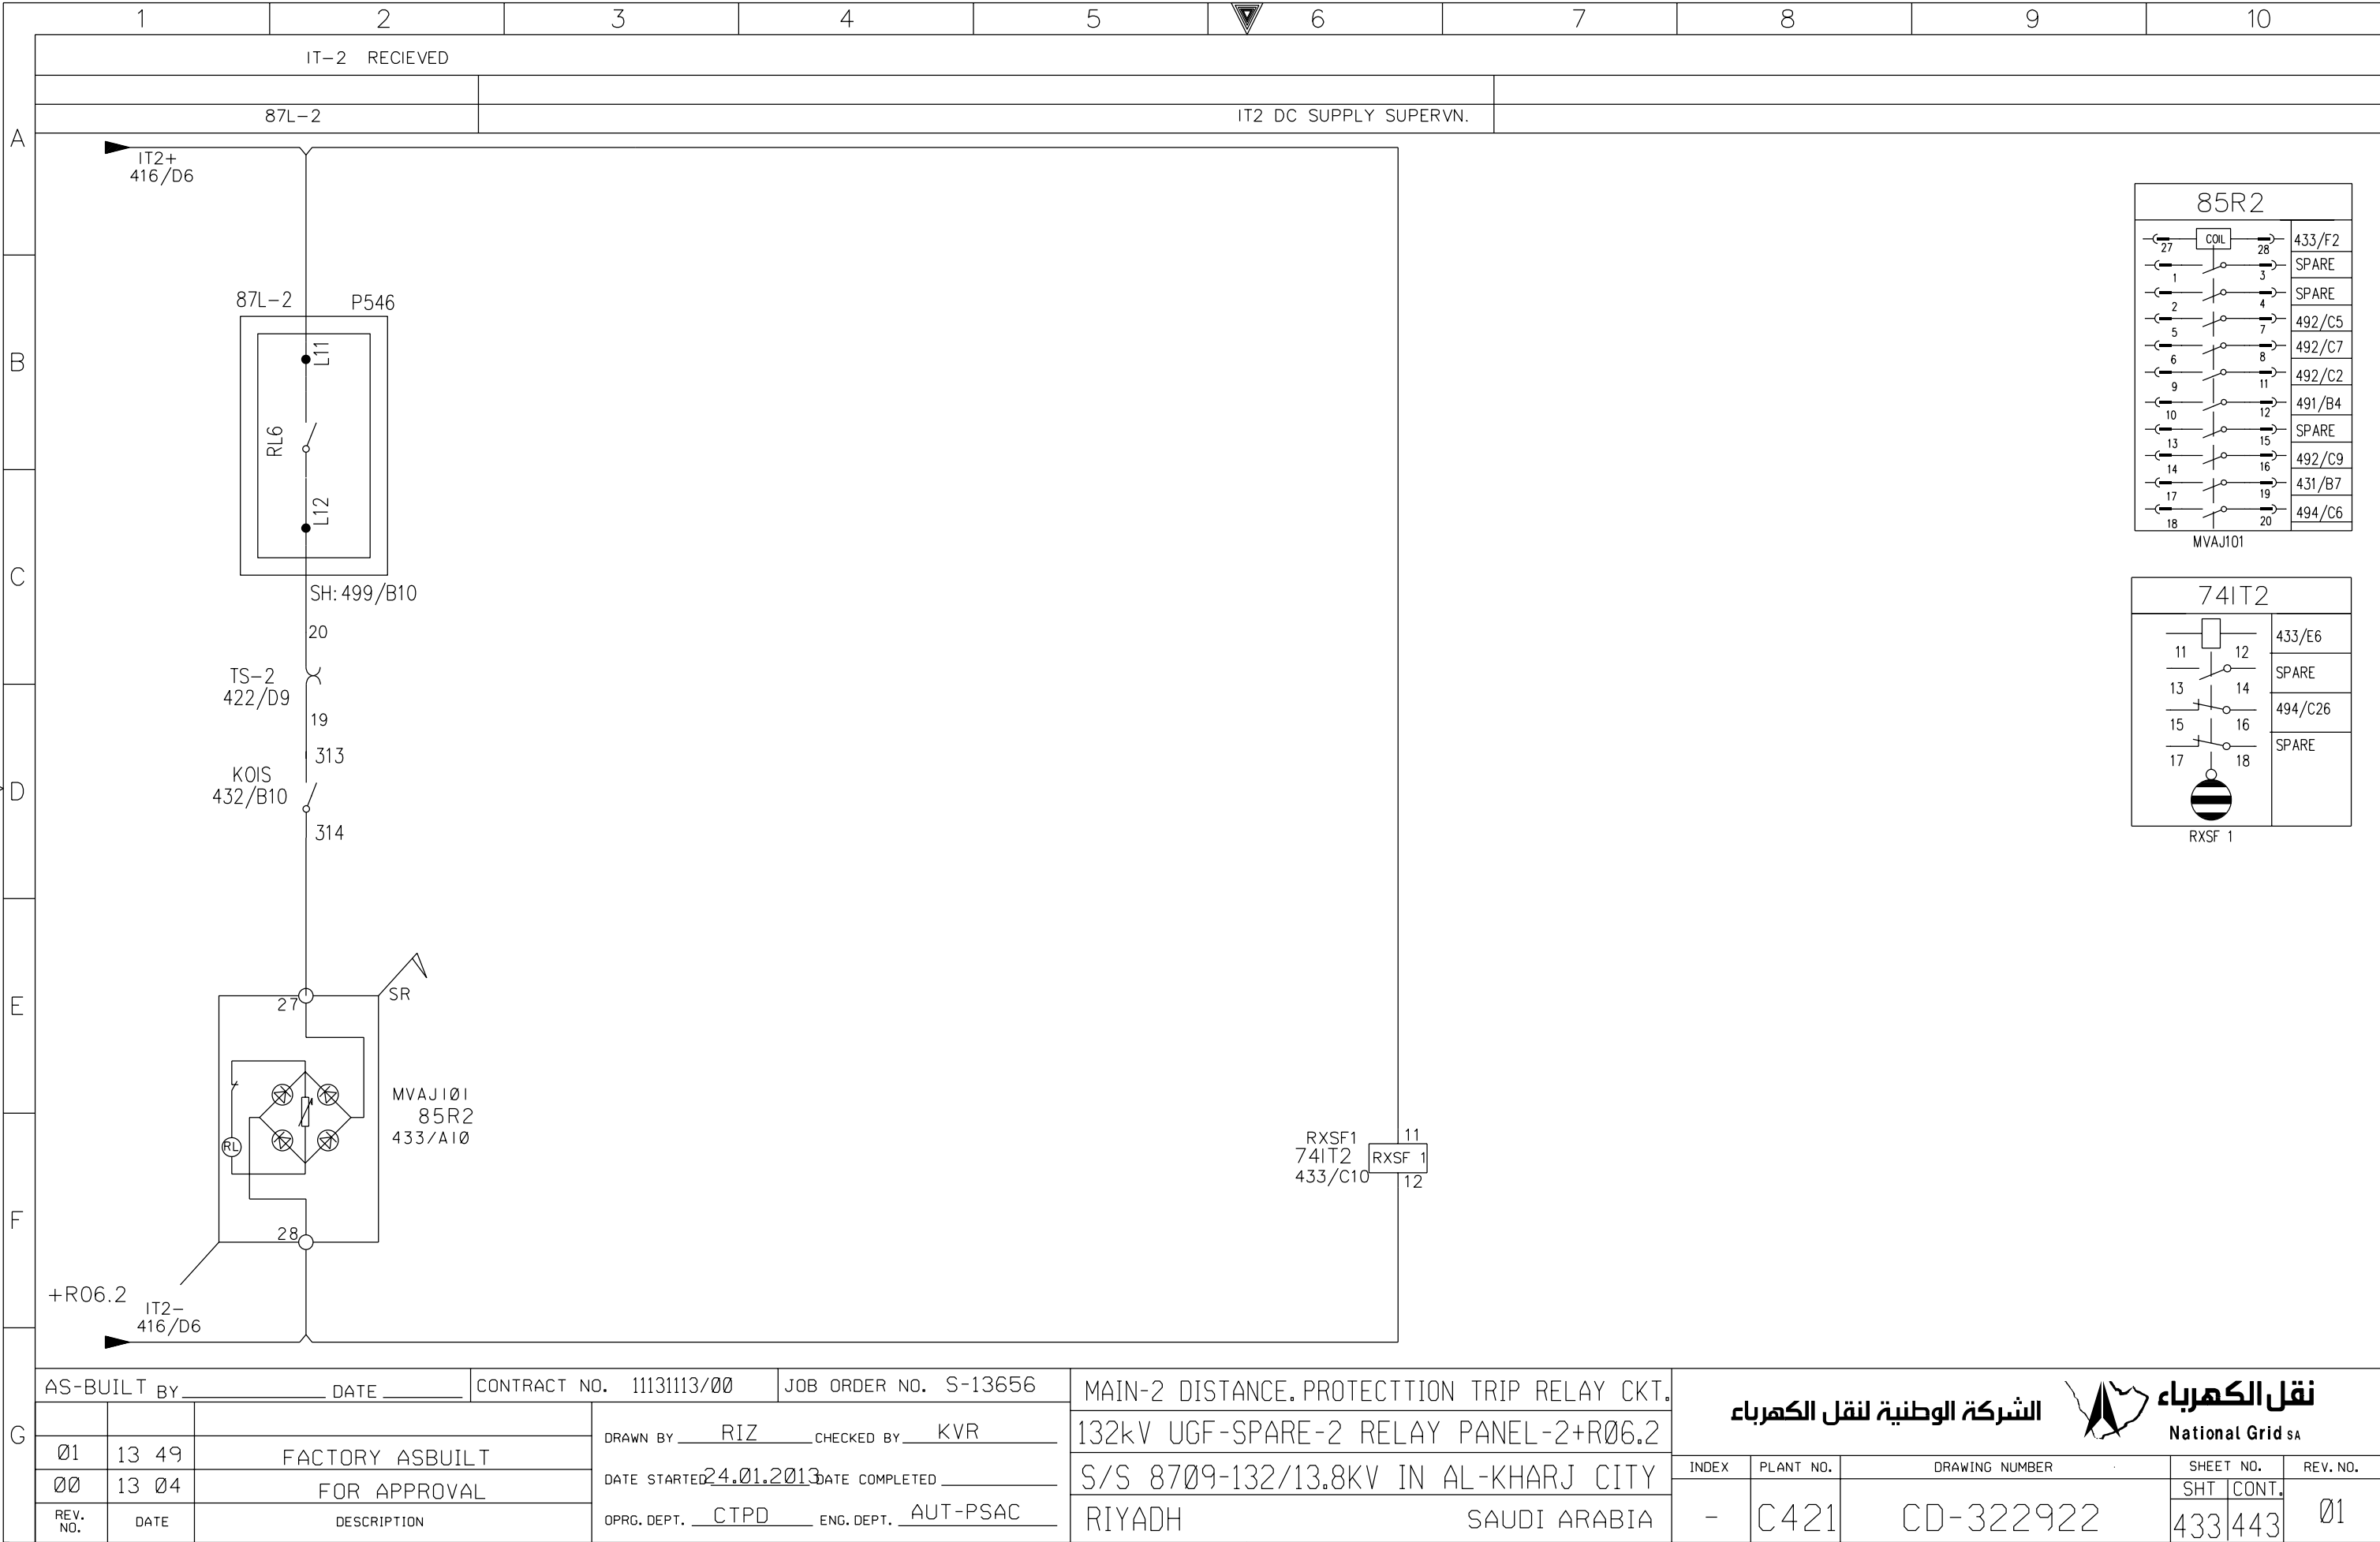 1 2 3 4 5 6 7 8 9 10
IT-2 RECIEVED
87L-2
IT2 DC SUPPLY SUPERVN.
A
B
C
D
E
F
G
IT2+
416/D6
87L-2 P546
L11
RL6
L12
SH:499/B10
20
TS-2
422/D9
19
313
KOIS
432/B10
314
27
SR
RL
MVAJ1Ø1
85R2
433/A1Ø
28
+R06.2
IT2-
416/D6
RXSF1
74IT2
433/C10
11
RXSF 1
12
85R2
27 COIL 28 433/F2
1 3 SPARE
2 4 SPARE
5 7 492/C5
6 8 492/C7
9 11 492/C2
10 12 491/B4
13 15 SPARE
14 16 492/C9
17 19 431/B7
18 20 494/C6
MVAJ101
74IT2
11 12 433/E6
13 14 SPARE
15 16 494/C26
17 18 SPARE
RXSF 1
AS-BUILT BY DATE
CONTRACT NO. 11131113/ØØ
JOB ORDER NO. S-13656
Ø1 13 49 FACTORY ASBUILT
ØØ 13 Ø4 FOR APPROVAL
REV. NO. DATE DESCRIPTION
DRAWN BY RIZ CHECKED BY KVR
DATE STARTED 24.Ø1.2Ø13 DATE COMPLETED
OPRG. DEPT. CTPD ENG. DEPT. AUT-PSAC
MAIN-2 DISTANCE.PROTECTTION TRIP RELAY CKT.
132kV UGF-SPARE-2 RELAY PANEL-2+RØ6.2
S/S 87Ø9-132/13.8KV IN AL-KHARJ CITY
RIYADH SAUDI ARABIA
الشركة الوطنية لنقل الكهرباء
نقل الكهرباء
National Grid SA
INDEX PLANT NO. DRAWING NUMBER SHEET NO. REV. NO.
SHT CONT.
- C421 CD-322922 433 443 Ø1